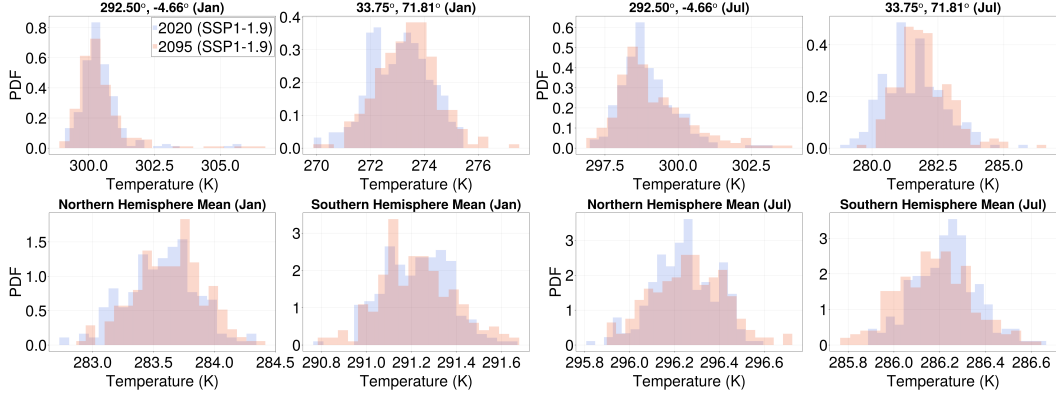 292.50°, -4.66° (Jan)
2020 (SSP1-1.9)
2095 (SSP1-1.9)
PDF
0.8
0.6
0.4
0.2
0.0
300.0 302.5 305.0
Temperature (K)
33.75°, 71.81° (Jan)
0.4
0.3
0.2
0.1
0.0
270 272 274 276
Temperature (K)
292.50°, -4.66° (Jul)
PDF
0.6
0.5
0.4
0.3
0.2
0.1
0.0
297.5 300.0 302.5
Temperature (K)
33.75°, 71.81° (Jul)
0.4
0.2
0.0
280.0 282.5 285.0
Temperature (K)
Northern Hemisphere Mean (Jan)
PDF
1.5
1.0
0.5
0.0
283.0 283.5 284.0 284.5
Temperature (K)
Southern Hemisphere Mean (Jan)
3
2
1
0
290.8 291.0 291.2 291.4 291.6
Temperature (K)
Northern Hemisphere Mean (Jul)
PDF
3
2
1
0
295.8 296.0 296.2 296.4 296.6
Temperature (K)
Southern Hemisphere Mean (Jul)
3
2
1
0
285.8 286.0 286.2 286.4 286.6
Temperature (K)